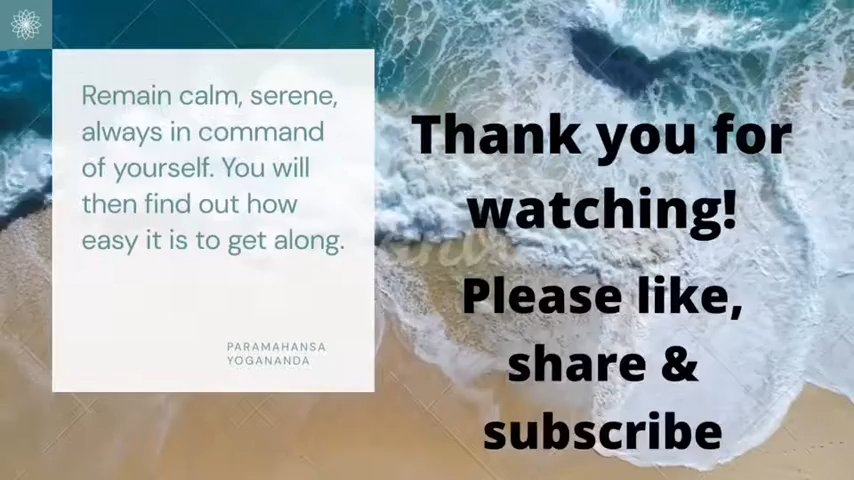 Remain calm, serene,
always in command
of yourself. You will
then find out how
easy it is to get along.
PARAMAHANSA
YOGANANDA
Thank you for
watching!
Please like,
share &
subscribe